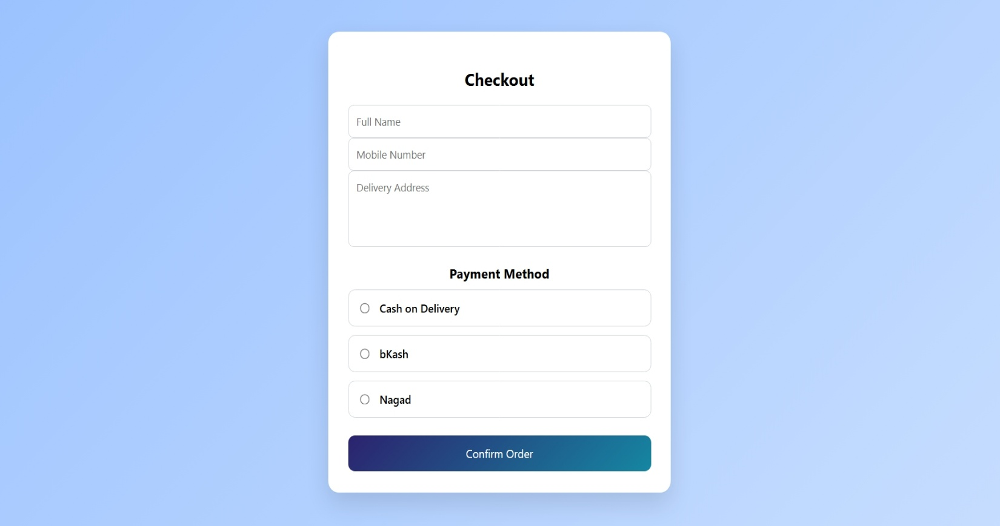 Checkout
Full Name
Mobile Number
Delivery Address
Payment Method
Cash on Delivery
bKash
Nagad
Confirm Order